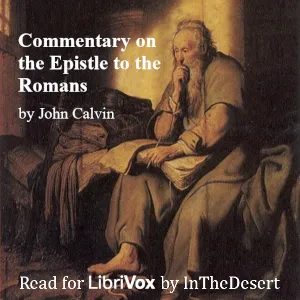 Commentary on
the Epistle to the
Romans
by John Calvin
Read for LibriVox by InTheDesert